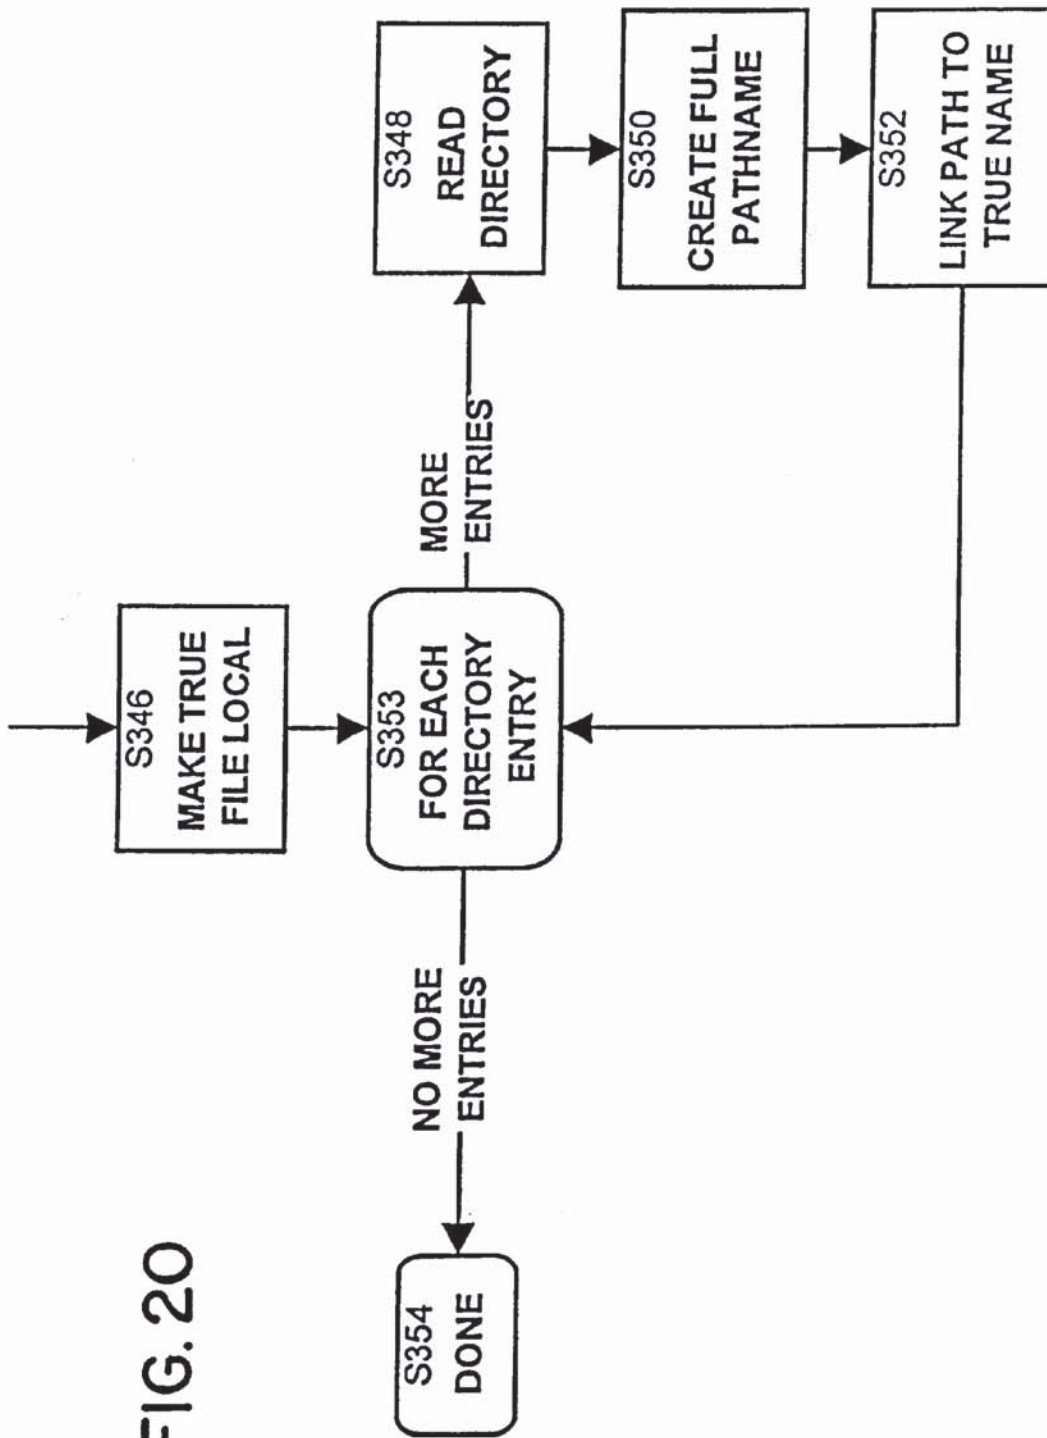 FIG. 20
S346
MAKE TRUE
FILE LOCAL
S353
FOR EACH
DIRECTORY
ENTRY
MORE
ENTRIES
S348
READ
DIRECTORY
S350
CREATE FULL
PATHNAME
S352
LINK PATH TO
TRUE NAME
NO MORE
ENTRIES
S354
DONE